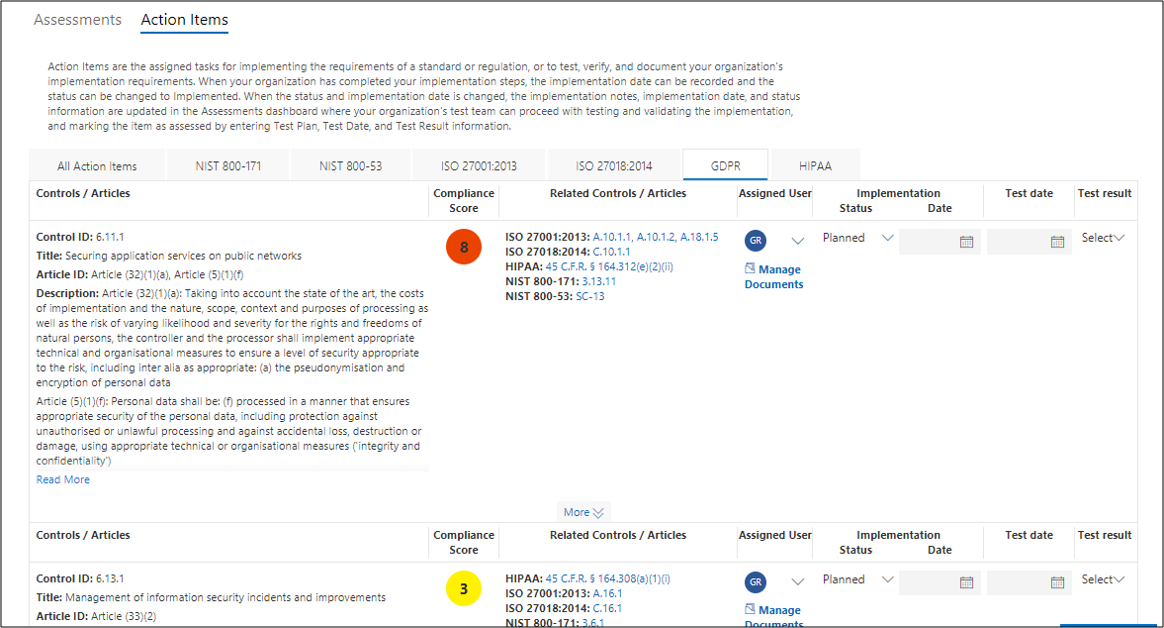 Assessments Action Items
Action Items are the assigned tasks for implementing the requirements of a standard or regulation, or to test, verify, and document your organization's
implementation requirements. When your organization has completed your implementation steps, the implementation date can be recorded and the
status can be changed to Implemented. When the status and implementation date is changed, the implementation notes, implementation date, and status
information are updated in the Assessments dashboard where your organization's test team can proceed with testing and validating the implementation,
and marking the item as assessed by entering Test Plan, Test Date, and Test Result information.
All Action Items NIST 800-171 NIST 800-53 ISO 27001:2013 ISO 27018:2014 GDPR HIPAA
Controls / Articles Compliance Related Controls / Articles Assigned User Implementation Test date Test result
Score Status Date
Control ID: 6.11.1
Title: Securing application services on public networks
Article ID: Article (32)(1)(a), Article (5)(1)(f)
Description: Article (32)(1)(a): Taking into account the state of the art, the costs
of implementation and the nature, scope, context and purposes of processing as
well as the risk of varying likelihood and severity for the rights and freedoms of
natural persons, the controller and the processor shall implement appropriate
technical and organisational measures to ensure a level of security appropriate
to the risk, including inter alia as appropriate: (a) the pseudonymisation and
encryption of personal data
Article (5)(1)(f): Personal data shall be: (f) processed in a manner that ensures
appropriate security of the personal data, including protection against
unauthorised or unlawful processing and against accidental loss, destruction or
damage, using appropriate technical or organisational measures ('integrity and
confidentiality')
Read More
8
ISO 27001:2013: A.10.1.1, A.10.1.2, A.18.1.5
ISO 27018:2014: C.10.1.1
HIPAA: 45 C.F.R. § 164.312(e)(2)(ii)
NIST 800-171: 3.13.11
NIST 800-53: SC-13
GR
Manage
Documents
Planned
Select
More
Controls / Articles Compliance Related Controls / Articles Assigned User Implementation Test date Test result
Score Status Date
Control ID: 6.13.1
Title: Management of information security incidents and improvements
Article ID: Article (33)(2)
3
HIPAA: 45 C.F.R. § 164.308(a)(1)(i)
ISO 27001:2013: A.16.1
ISO 27018:2014: C.16.1
NIST 800-171: 3.6.1
GR
Manage
Documents
Planned
Select